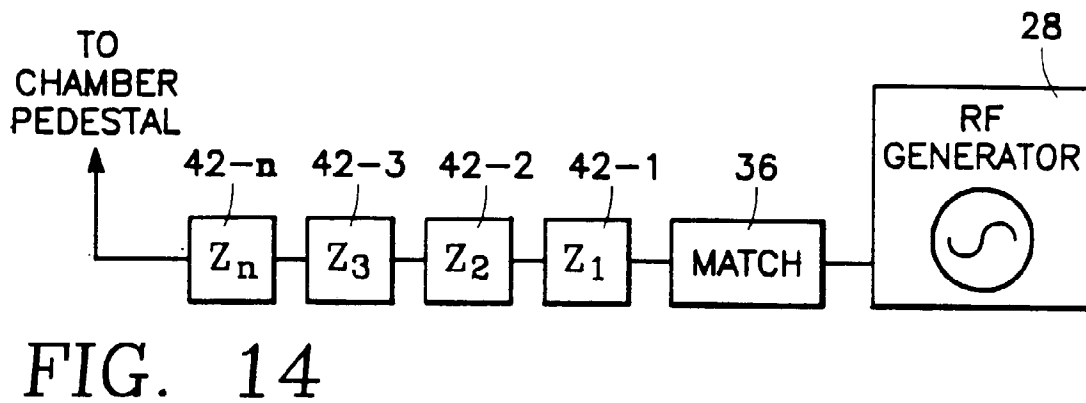 28
TO
CHAMBER
PEDESTAL
RF
GENERATOR
42-n
42-3
42-2
42-1
36
Zn
Z3
Z2
Z1
MATCH
FIG. 14